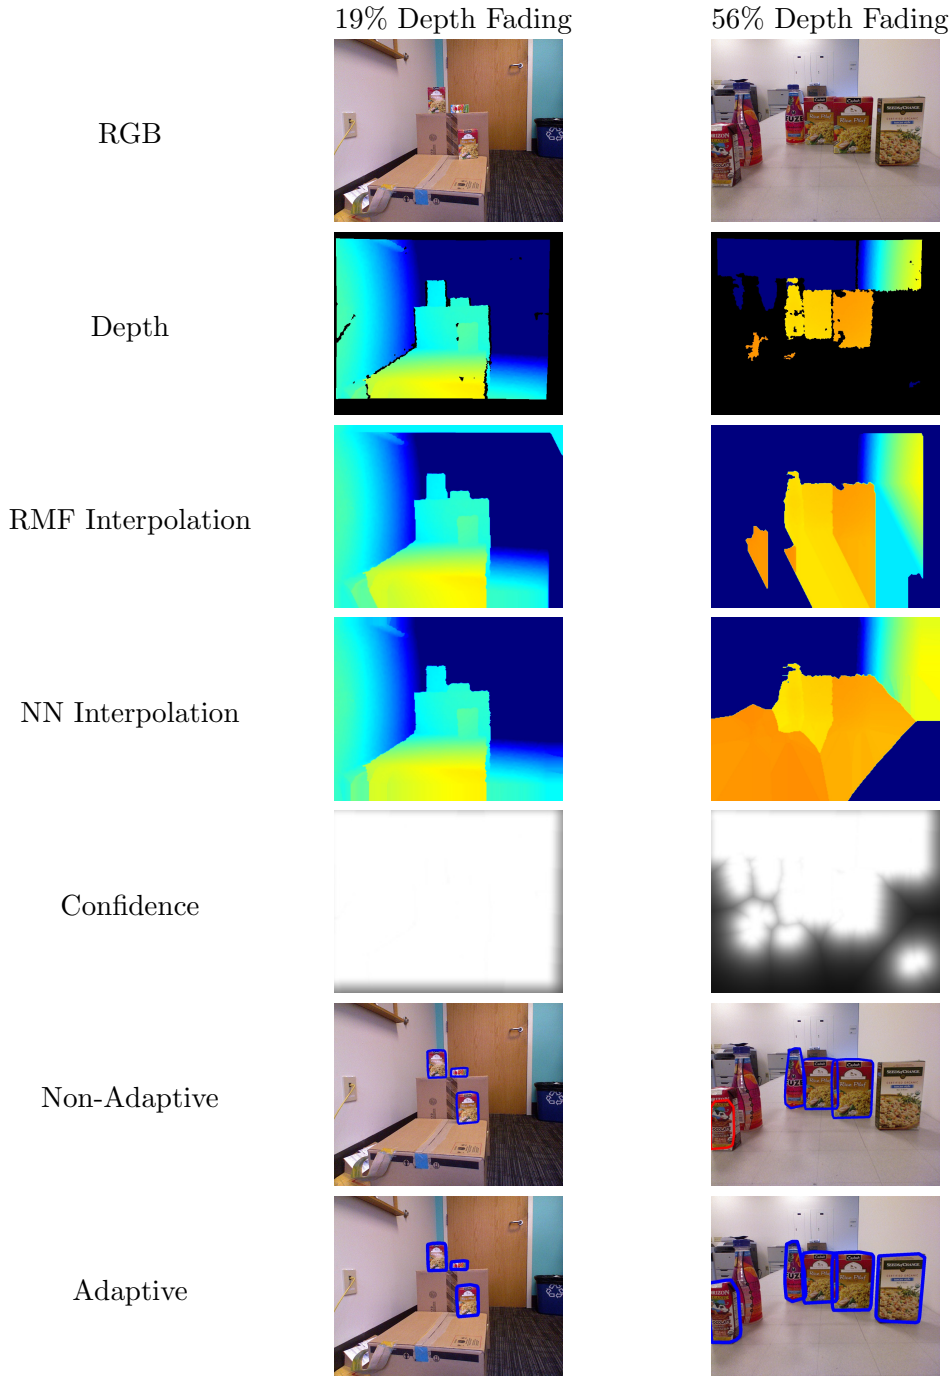 19% Depth Fading
56% Depth Fading
RGB
Depth
RMF Interpolation
NN Interpolation
Confidence
Non-Adaptive
Adaptive